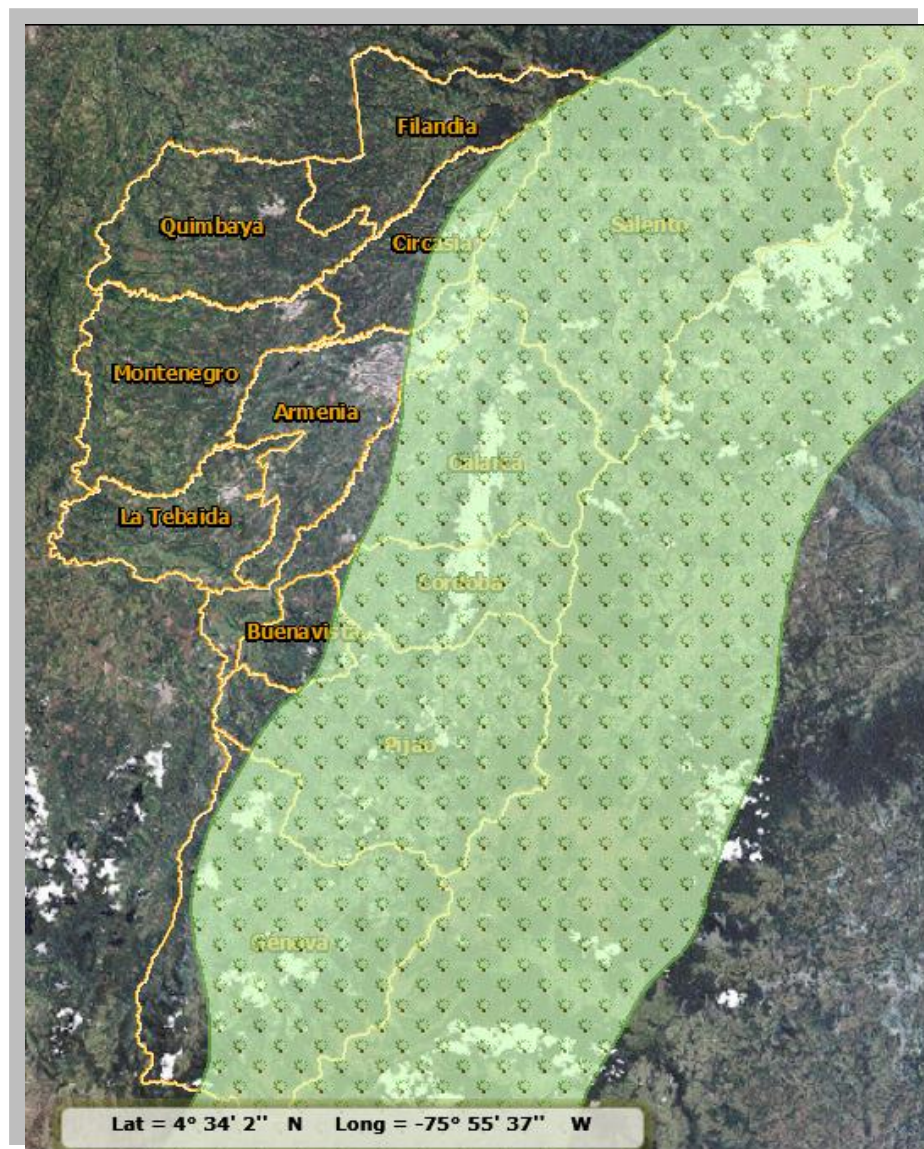 Filandia
Quimbaya
Salento
Circasia
Montenegro
Armenia
Calarcá
La Tebaida
Córdoba
Buenavista
Pijao
Génova
Lat = 4° 34' 2" N Long = -75° 55' 37" W